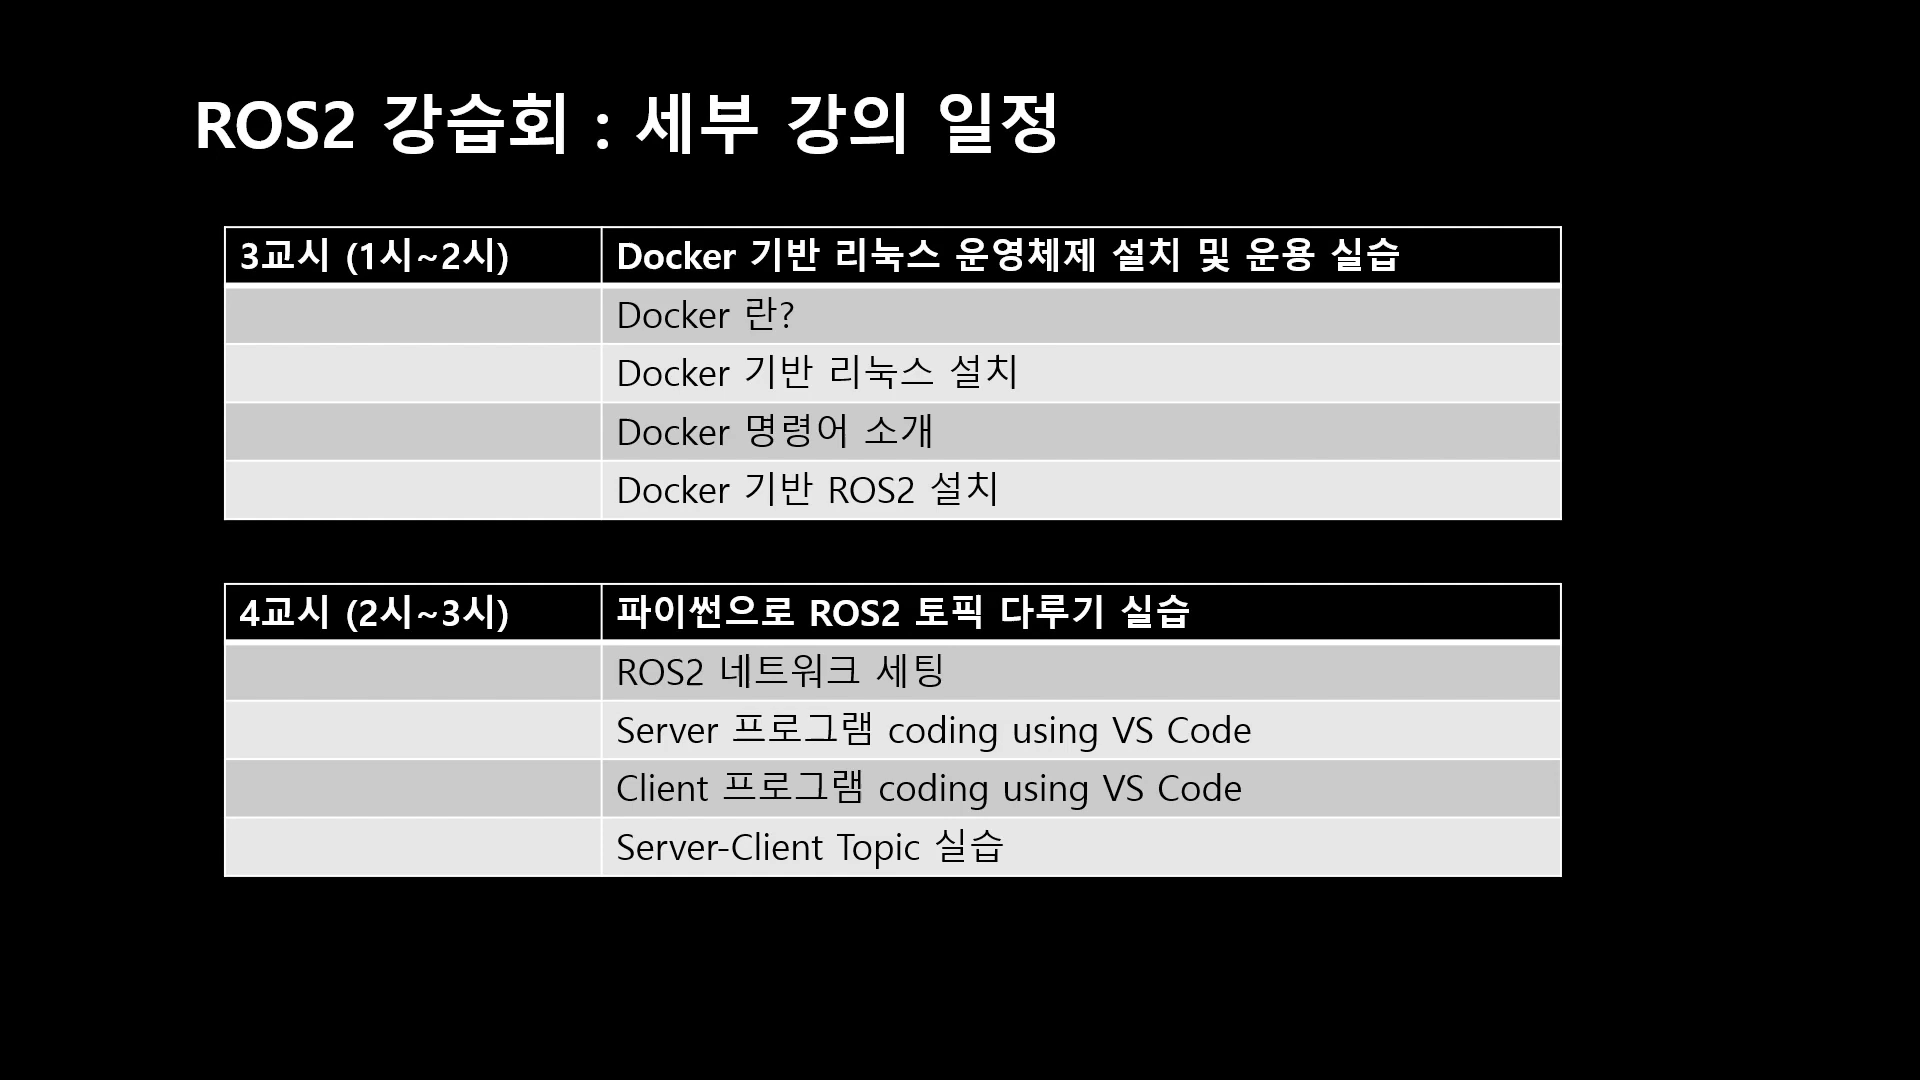 ROS2 강습회 : 세부 강의 일정
3교시 (1시~2시) Docker 기반 리눅스 운영체제 설치 및 운용 실습
Docker 란?
Docker 기반 리눅스 설치
Docker 명령어 소개
Docker 기반 ROS2 설치
4교시 (2시~3시) 파이썬으로 ROS2 토픽 다루기 실습
ROS2 네트워크 세팅
Server 프로그램 coding using VS Code
Client 프로그램 coding using VS Code
Server-Client Topic 실습